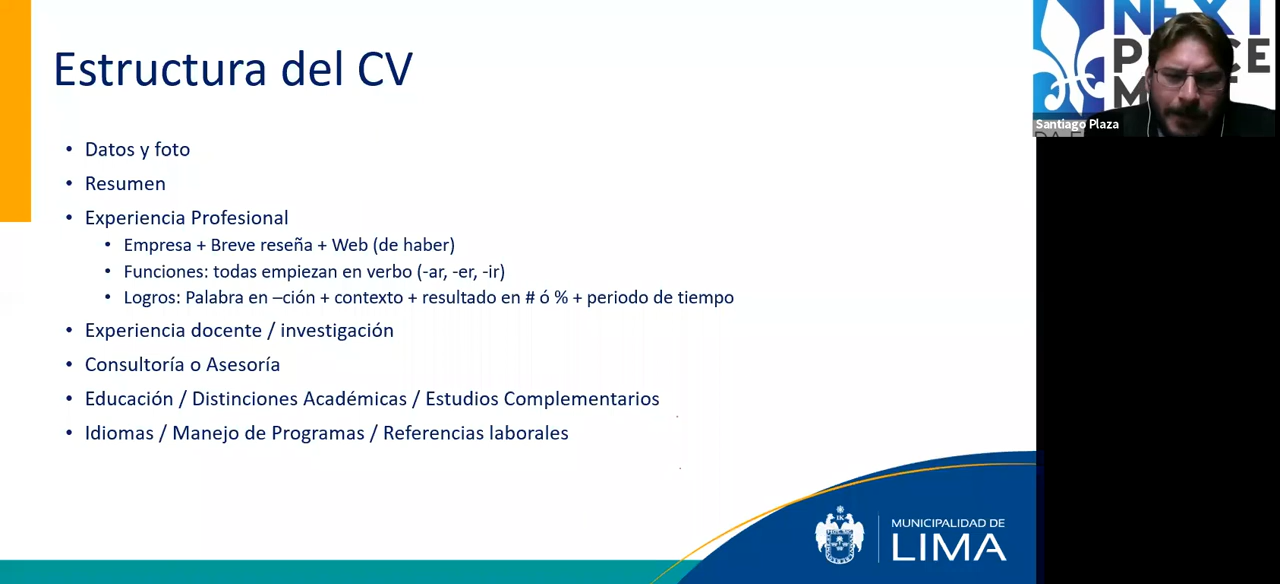 Estructura del CV
• Datos y foto
• Resumen
• Experiencia Profesional
• Empresa + Breve reseña + Web (de haber)
• Funciones: todas empiezan en verbo (-ar, -er, -ir)
• Logros: Palabra en –ción + contexto + resultado en # ó % + periodo de tiempo
• Experiencia docente / investigación
• Consultoría o Asesoría
• Educación / Distinciones Académicas / Estudios Complementarios
• Idiomas / Manejo de Programas / Referencias laborales
MUNICIPALIDAD DE
LIMA
NEXT
Santiago Plaza